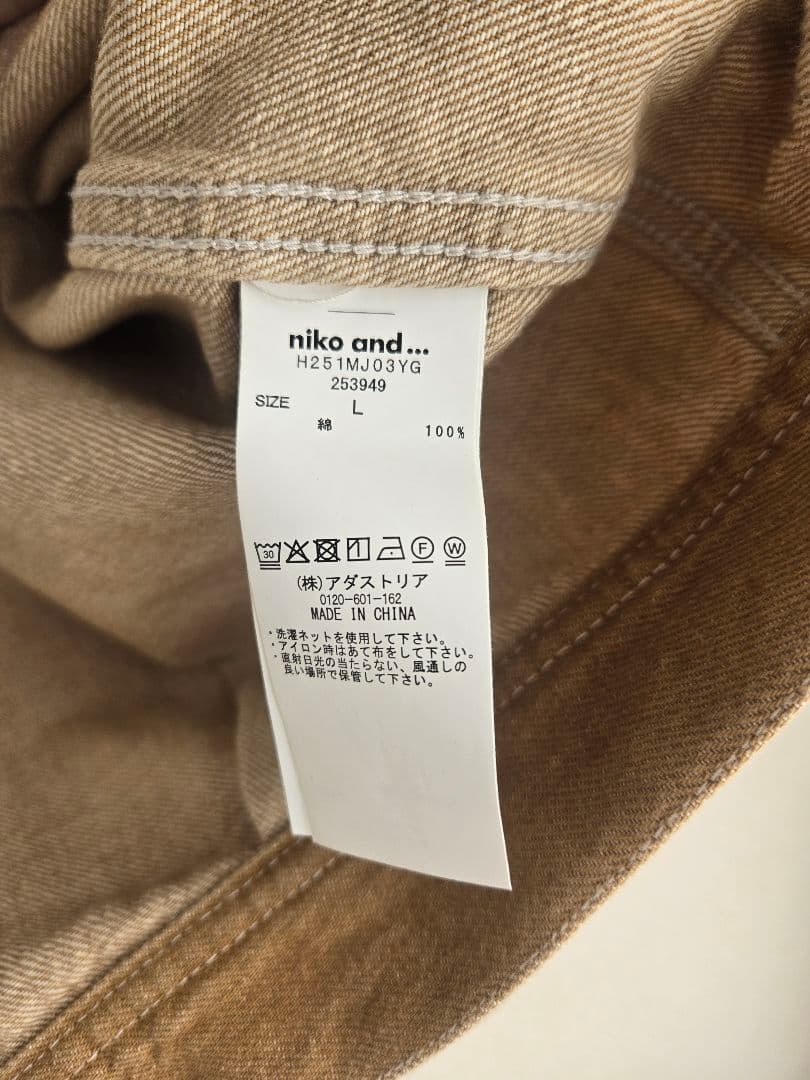 niko and...
H251MJ03YG
253949
SIZE L
綿 100%
30 F W
(株)アダストリア
0120-601-162
MADE IN CHINA
・洗濯ネットを使用して下さい。
・アイロン時はあて布をして下さい。
・直射日光の当たらない、風通しの
良い場所で保管して下さい。